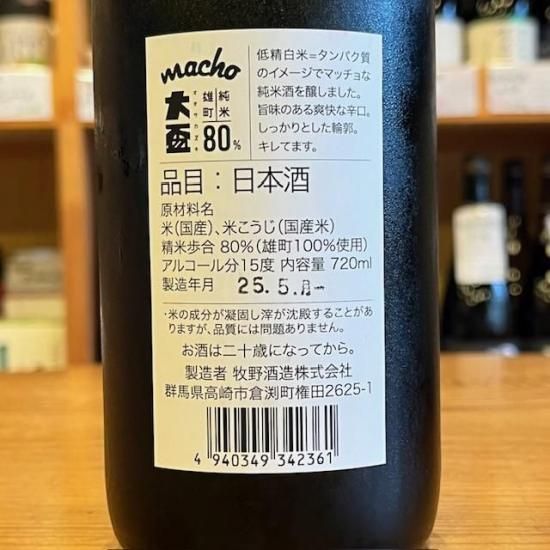 macho
大盃
オオサカズキ
純米
雄町
80%
低精白米=タンパク質
のイメージでマッチョな
純米酒を醸しました。
旨味のある爽快な辛口。
しっかりとした輪郭。
キレてます。
品目：日本酒
原材料名
米(国産)、米こうじ(国産米)
精米歩合 80%(雄町100%使用)
アルコール分15度 内容量 720ml
製造年月 25.5.月
・米の成分が凝固し滓が沈殿することがあ
りますが、品質には問題ありません。
お酒は二十歳になってから。
製造者 牧野酒造株式会社
群馬県高崎市倉渕町権田2625-1
4 940349 342361